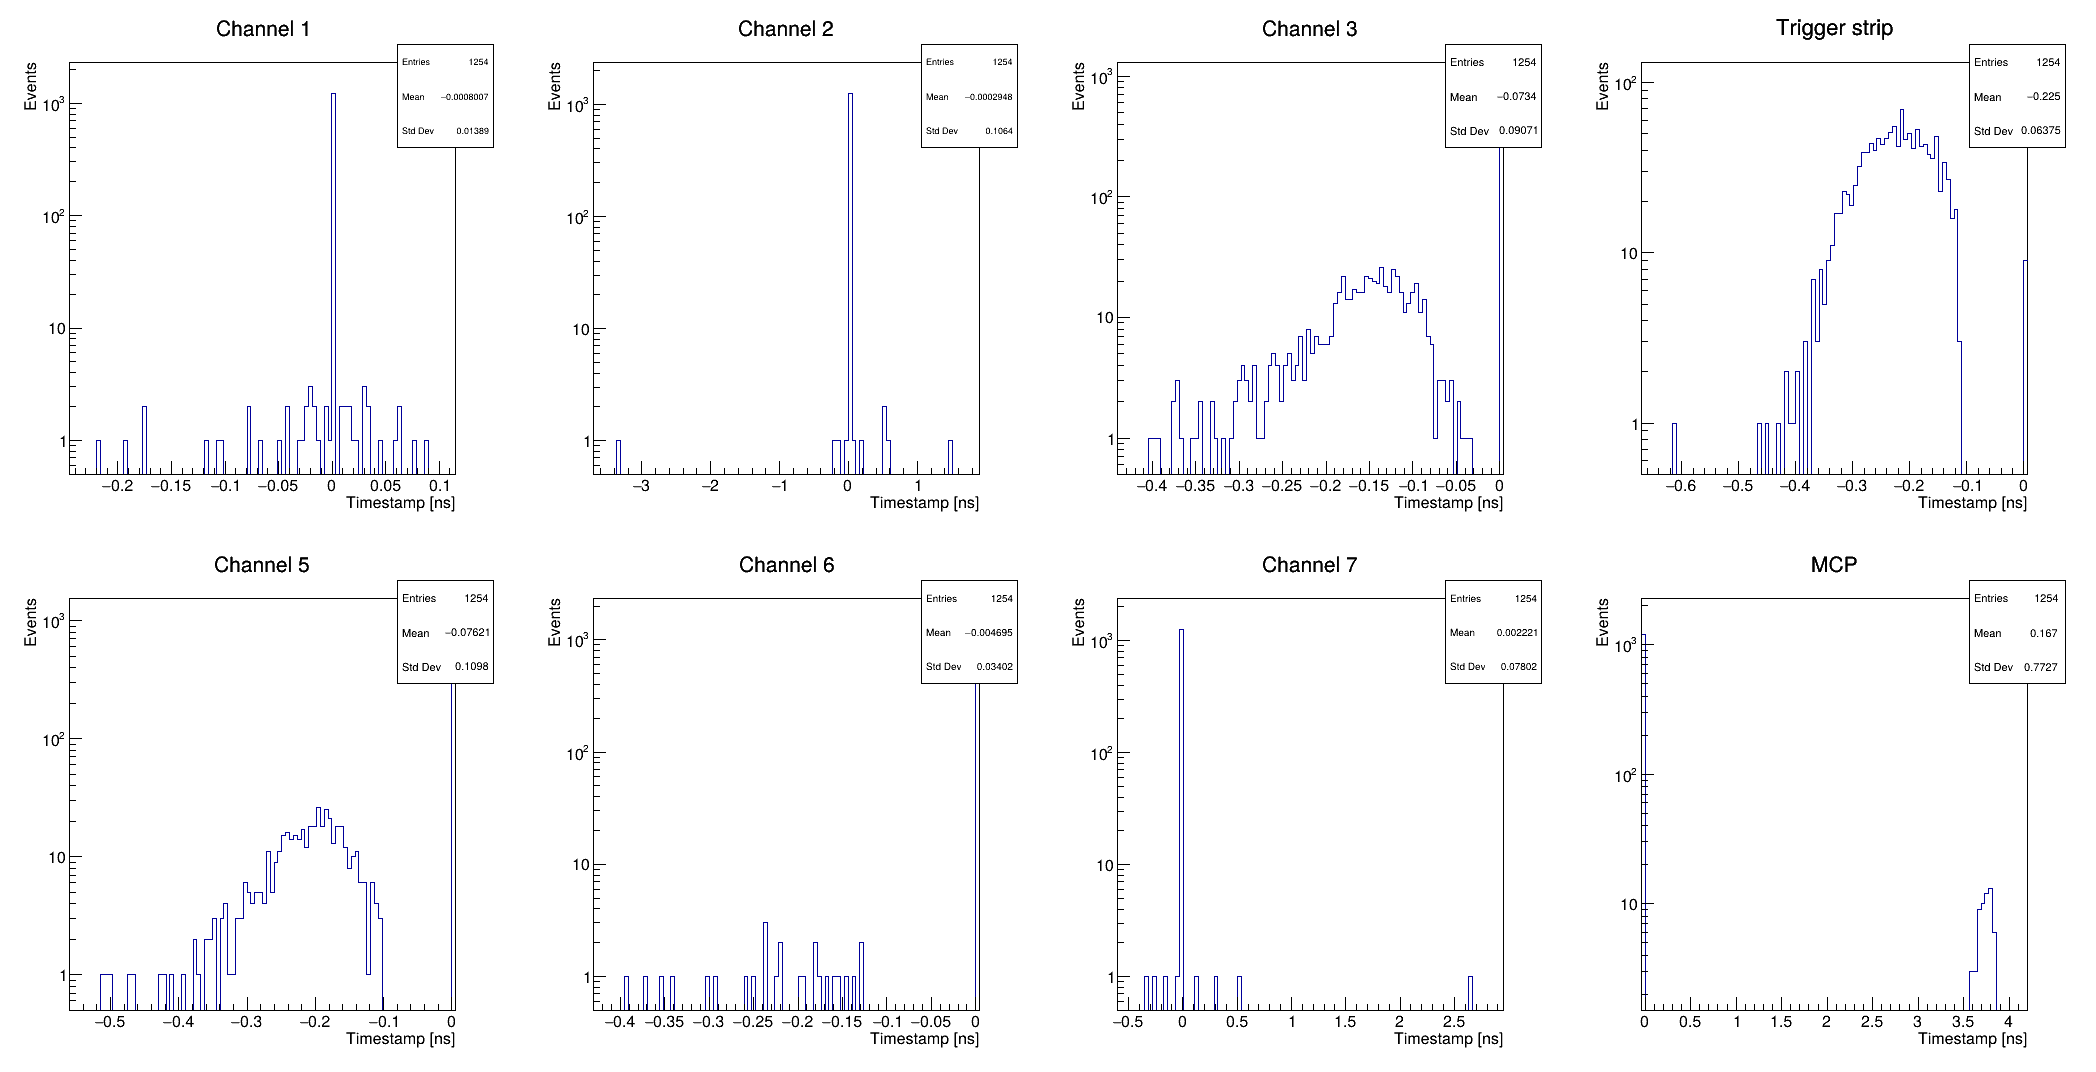 Channel 1
Events
Entries 1254
Mean −0.0008007
Std Dev 0.01389
10³
10²
10
1
−0.2 −0.15 −0.1 −0.05 0 0.05 0.1
Timestamp [ns]
Channel 2
Events
Entries 1254
Mean −0.0002948
Std Dev 0.1064
10³
10²
10
1
−3 −2 −1 0 1
Timestamp [ns]
Channel 3
Events
Entries 1254
Mean −0.0734
Std Dev 0.09071
10³
10²
10
1
−0.4 −0.35 −0.3 −0.25 −0.2 −0.15 −0.1 −0.05 0
Timestamp [ns]
Trigger strip
Events
Entries 1254
Mean −0.225
Std Dev 0.06375
10²
10
1
−0.6 −0.5 −0.4 −0.3 −0.2 −0.1 0
Timestamp [ns]
Channel 5
Events
Entries 1254
Mean −0.07621
Std Dev 0.1098
10³
10²
10
1
−0.5 −0.4 −0.3 −0.2 −0.1 0
Timestamp [ns]
Channel 6
Events
Entries 1254
Mean −0.004695
Std Dev 0.03402
10³
10²
10
1
−0.4 −0.35 −0.3 −0.25 −0.2 −0.15 −0.1 −0.05 0
Timestamp [ns]
Channel 7
Events
Entries 1254
Mean 0.002221
Std Dev 0.07802
10³
10²
10
1
−0.5 0 0.5 1 1.5 2 2.5
Timestamp [ns]
MCP
Events
Entries 1254
Mean 0.167
Std Dev 0.7727
10³
10²
10
0 0.5 1 1.5 2 2.5 3 3.5 4
Timestamp [ns]